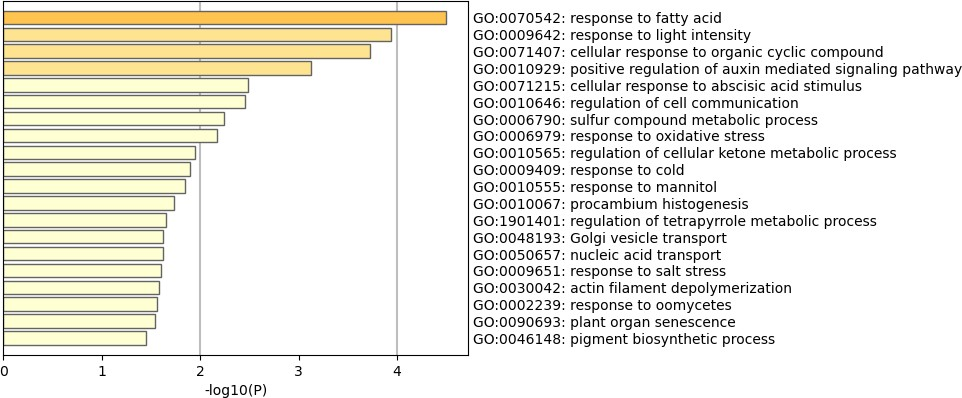 GO:0070542: response to fatty acid
GO:0009642: response to light intensity
GO:0071407: cellular response to organic cyclic compound
GO:0010929: positive regulation of auxin mediated signaling pathway
GO:0071215: cellular response to abscisic acid stimulus
GO:0010646: regulation of cell communication
GO:0006790: sulfur compound metabolic process
GO:0006979: response to oxidative stress
GO:0010565: regulation of cellular ketone metabolic process
GO:0009409: response to cold
GO:0010555: response to mannitol
GO:0010067: procambium histogenesis
GO:1901401: regulation of tetrapyrrole metabolic process
GO:0048193: Golgi vesicle transport
GO:0050657: nucleic acid transport
GO:0009651: response to salt stress
GO:0030042: actin filament depolymerization
GO:0002239: response to oomycetes
GO:0090693: plant organ senescence
GO:0046148: pigment biosynthetic process
0 1 2 3 4
-log10(P)